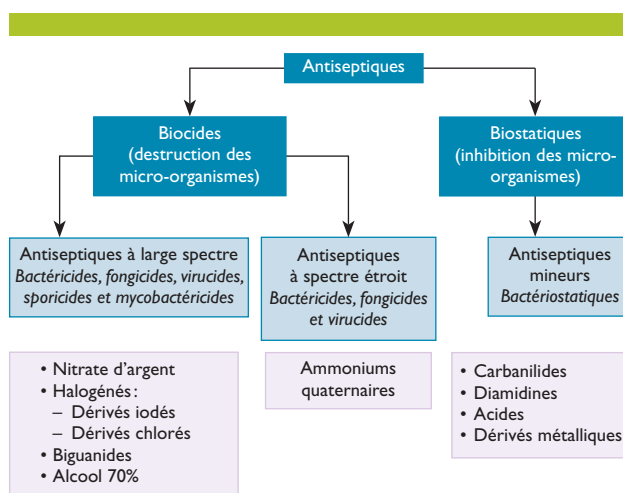 Antiseptiques
Biocides
(destruction des
micro-organismes)
Biostatiques
(inhibition des micro-
organismes)
Antiseptiques à large spectre
Bactéricides, fongicides, virucides,
sporicides et mycobactéricides
Antiseptiques
à spectre étroit
Bactéricides, fongicides
et virucides
Antiseptiques
mineurs
Bactériostatiques
• Nitrate d'argent
• Halogénés :
– Dérivés iodés
– Dérivés chlorés
• Biguanides
• Alcool 70%
Ammoniums
quaternaires
• Carbanilides
• Diamidines
• Acides
• Dérivés métalliques